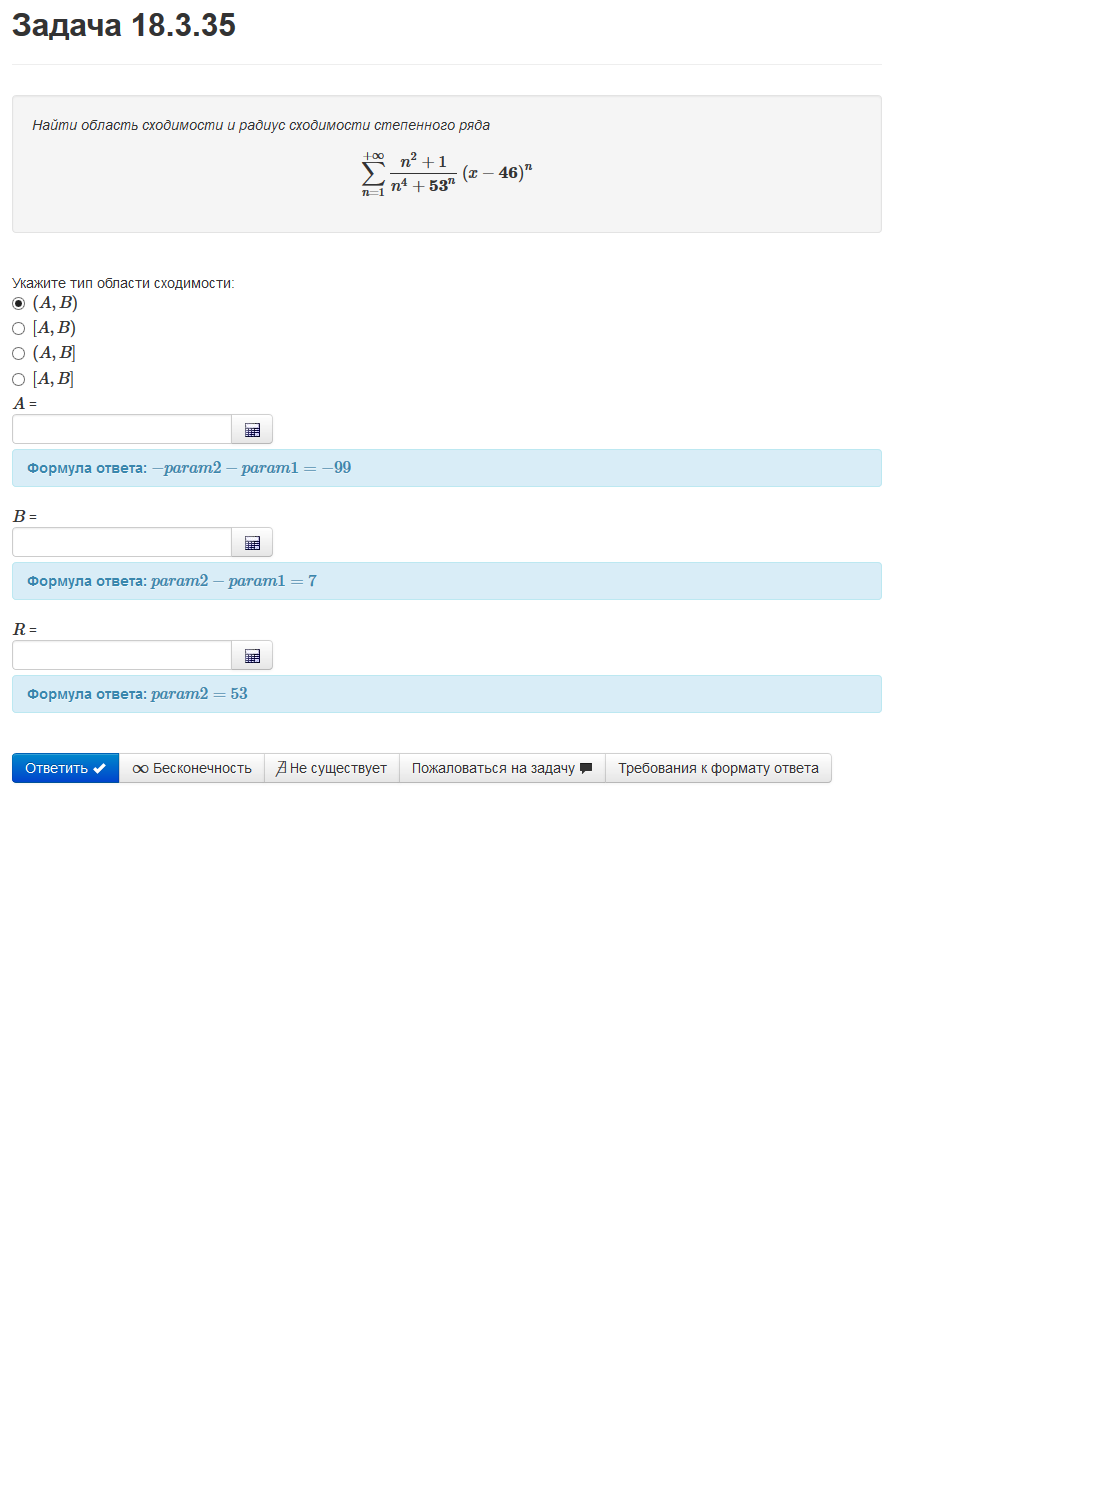 Задача 18.3.35
Найти область сходимости и радиус сходимости степенного ряда
$\sum_{n=1}^{+\infty} \frac{n^2+1}{n^4+\mathbf{53}^n} (x-\mathbf{46})^n$
Укажите тип области сходимости:
(A, B)
[A, B)
(A, B]
[A, B]
A =
Формула ответа: −param2 − param1 = −99
B =
Формула ответа: param2 − param1 = 7
R =
Формула ответа: param2 = 53
Ответить ∞ Бесконечность ∄ Не существует Пожаловаться на задачу Требования к формату ответа